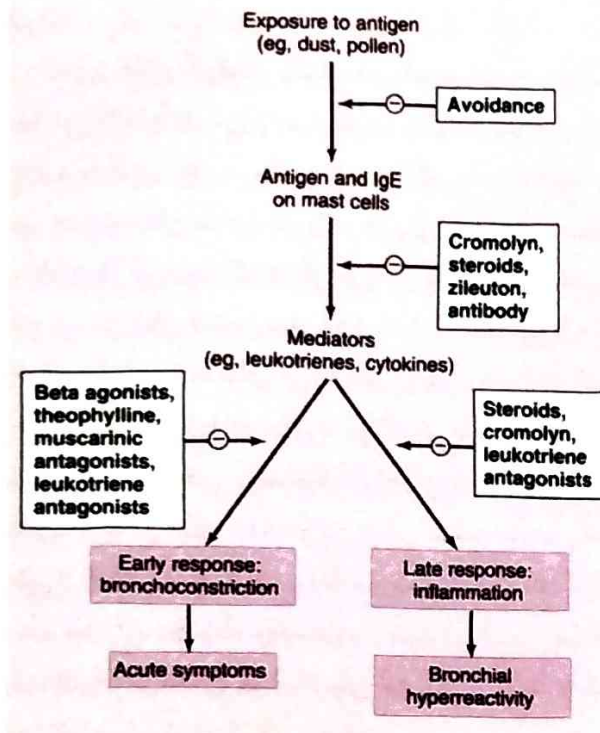 Exposure to antigen
(eg, dust, pollen)
Avoidance
Antigen and IgE
on mast cells
Cromolyn,
steroids,
zileuton,
antibody
Mediators
(eg, leukotrienes, cytokines)
Beta agonists,
theophylline,
muscarinic
antagonists,
leukotriene
antagonists
Steroids,
cromolyn,
leukotriene
antagonists
Early response:
bronchoconstriction
Late response:
inflammation
Acute symptoms
Bronchial
hyperreactivity